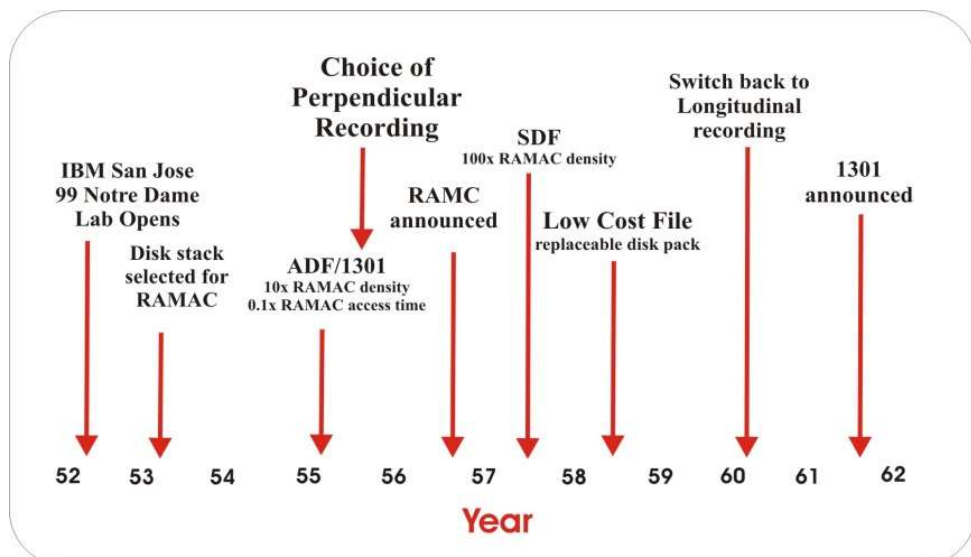 Choice of
Perpendicular
Recording
Switch back to
Longitudinal
recording
SDF
100x RAMAC density
IBM San Jose
99 Notre Dame
Lab Opens
RAMC
announced
1301
announced
Low Cost File
replaceable disk pack
Disk stack
selected for
RAMAC
ADF/1301
10x RAMAC density
0.1x RAMAC access time
52 53 54 55 56 57 58 59 60 61 62
Year